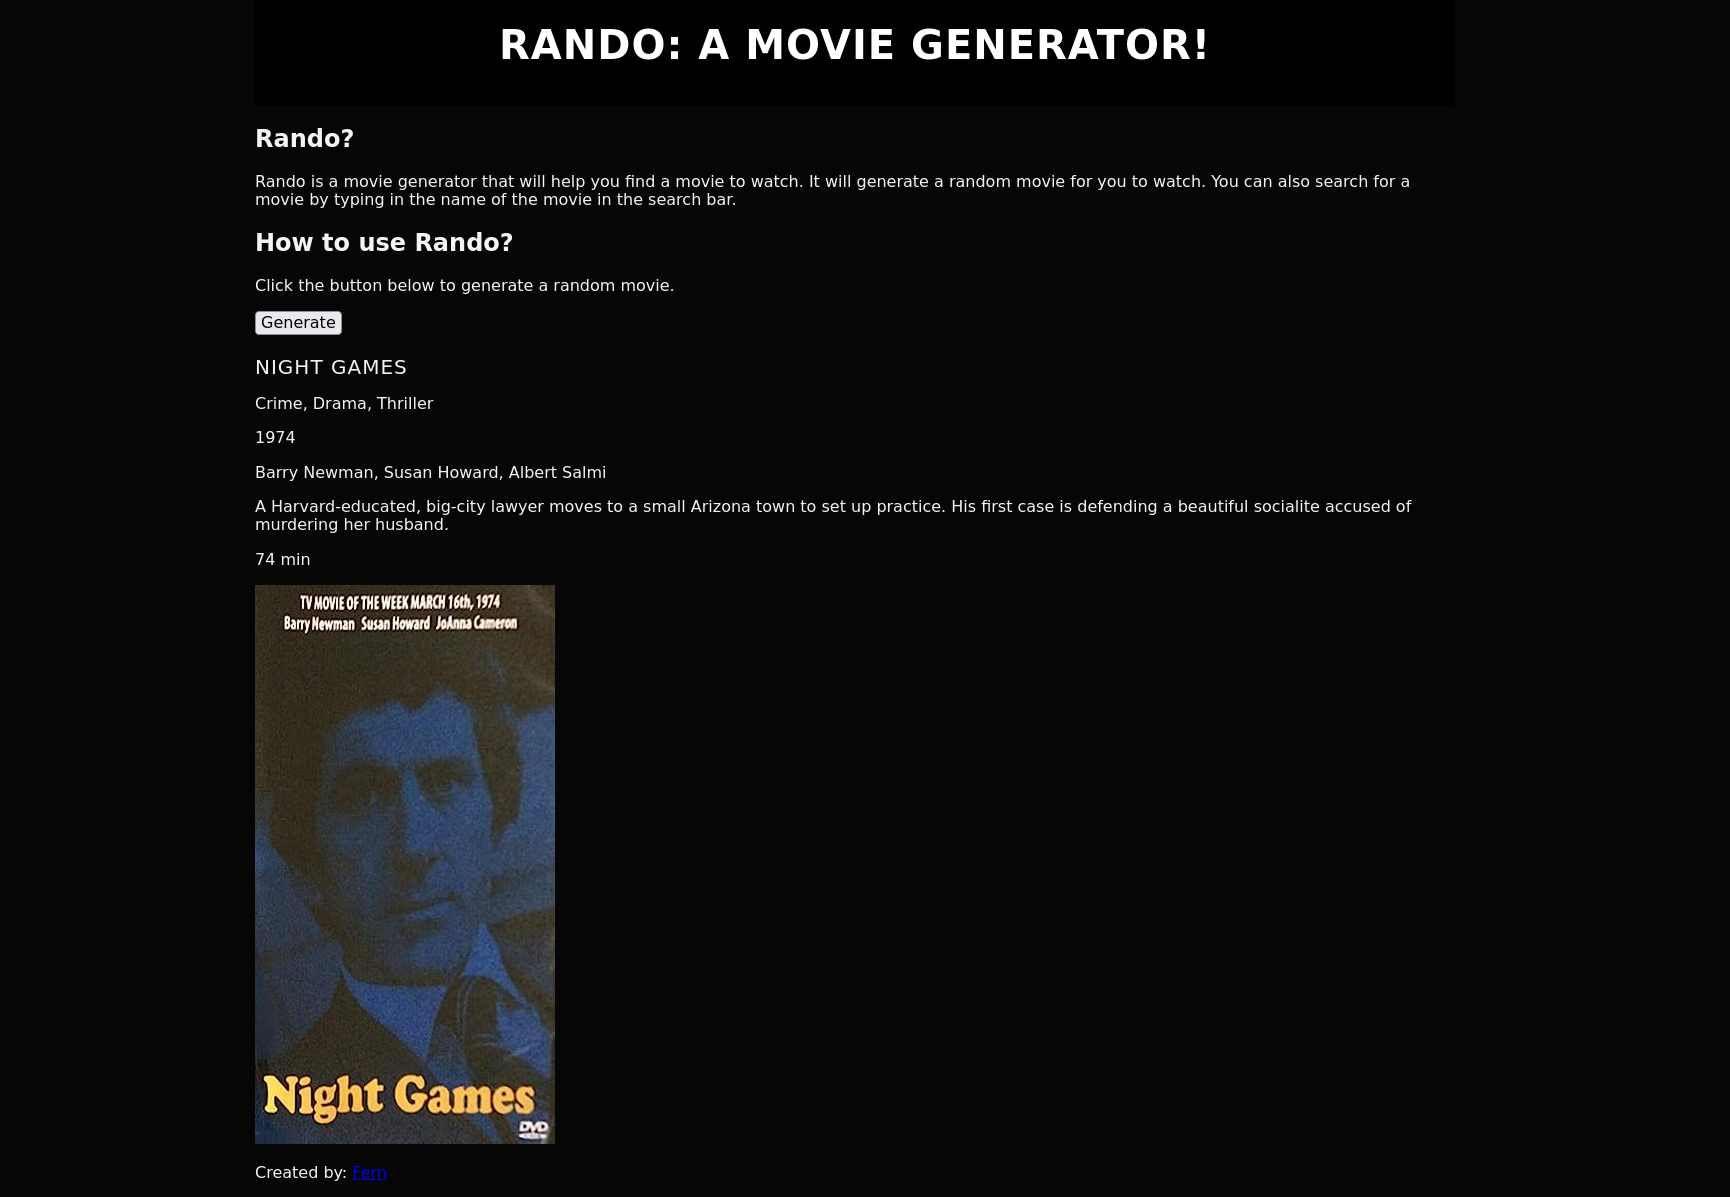 RANDO: A MOVIE GENERATOR!
Rando?
Rando is a movie generator that will help you find a movie to watch. It will generate a random movie for you to watch. You can also search for a
movie by typing in the name of the movie in the search bar.
How to use Rando?
Click the button below to generate a random movie.
Generate
NIGHT GAMES
Crime, Drama, Thriller
1974
Barry Newman, Susan Howard, Albert Salmi
A Harvard-educated, big-city lawyer moves to a small Arizona town to set up practice. His first case is defending a beautiful socialite accused of
murdering her husband.
74 min
TV MOVIE OF THE WEEK MARCH 16th, 1974
Barry Newman Susan Howard JoAnna Cameron
Night Games
DVD
Created by: Fern